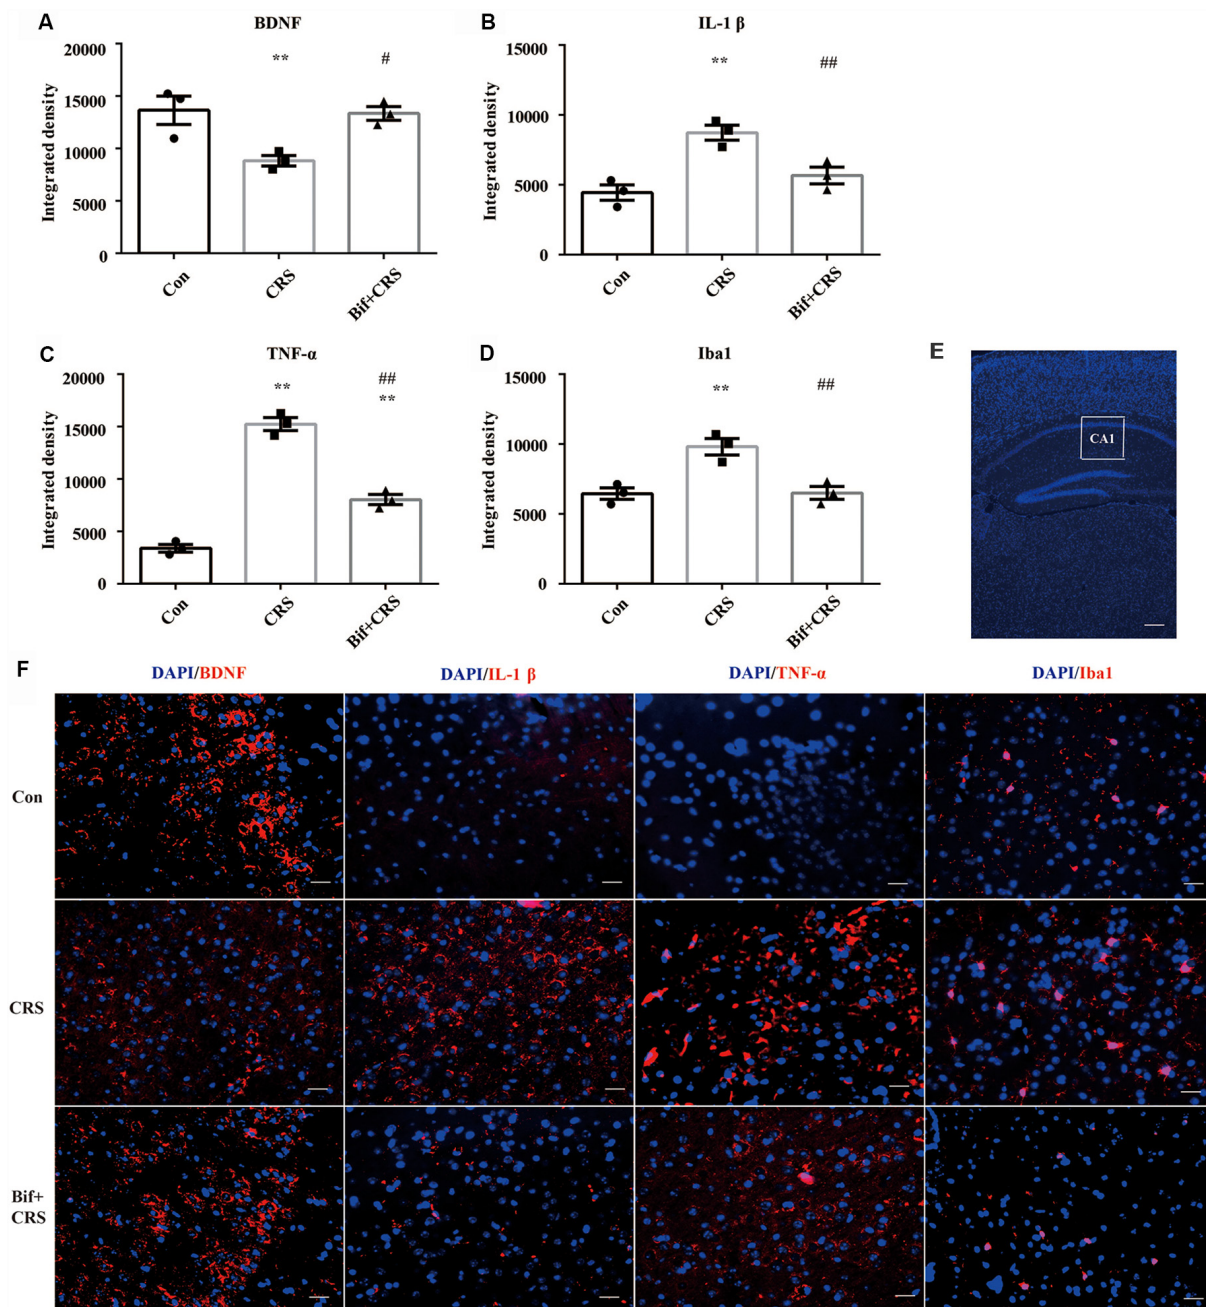 A
BDNF
20000
15000
10000
5000
0
Integrated density
**
#
Con
CRS
Bif+CRS
B
IL-1 β
15000
10000
5000
0
Integrated density
**
##
Con
CRS
Bif+CRS
C
TNF-α
20000
15000
10000
5000
0
Integrated density
**
##
**
Con
CRS
Bif+CRS
D
Iba1
15000
10000
5000
0
Integrated density
**
##
Con
CRS
Bif+CRS
E
CA1
F
DAPI/BDNF
DAPI/IL-1 β
DAPI/TNF-α
DAPI/Iba1
Con
CRS
Bif+
CRS